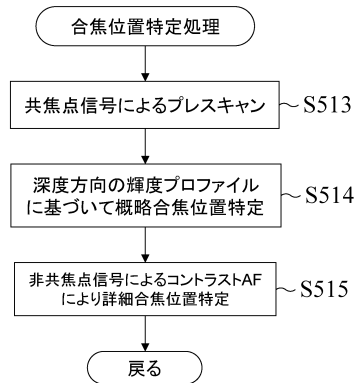 合焦位置特定処理
共焦点信号によるプレスキャン
S513
深度方向の輝度プロファイル
に基づいて概略合焦位置特定
S514
非共焦点信号によるコントラストAF
により詳細合焦位置特定
S515
戻る